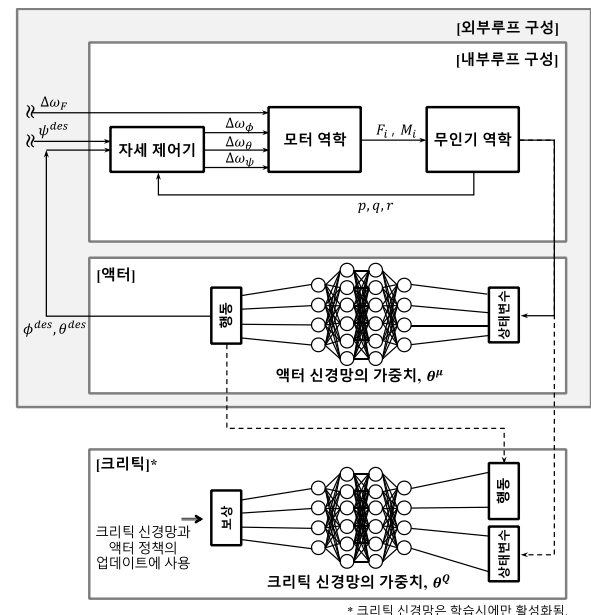 [외부루프 구성]
[내부루프 구성]
Δω_F
ψ^des
자세 제어기
Δω_ϕ
Δω_θ
Δω_ψ
모터 역학
F_i , M_i
무인기 역학
p, q, r
[액터]
행동
상태변수
ϕ^des, θ^des
액터 신경망의 가중치, θ^μ
[크리틱]*
행동
보상
크리틱 신경망과
액터 정책의
업데이트에 사용
상태변수
크리틱 신경망의 가중치, θ^Q
* 크리틱 신경망은 학습시에만 활성화됨.